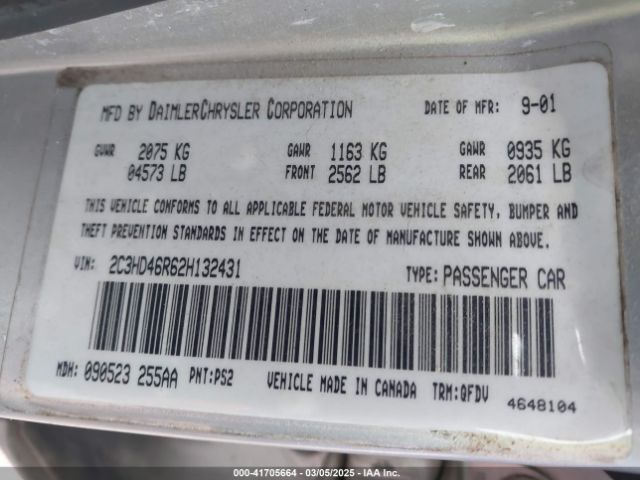 MFD BY DAIMLERCHRYSLER CORPORATION DATE OF MFR: 9-01
GVWR 2075 KG GAWR 1163 KG GAWR 0935 KG
04573 LB FRONT 2562 LB REAR 2061 LB
THIS VEHICLE CONFORMS TO ALL APPLICABLE FEDERAL MOTOR VEHICLE SAFETY, BUMPER AND
THEFT PREVENTION STANDARDS IN EFFECT ON THE DATE OF MANUFACTURE SHOWN ABOVE.
VIN: 2C3HD46R62H132431 TYPE: PASSENGER CAR
MDH: 090523 255AA PNT:PS2 VEHICLE MADE IN CANADA TRM:QFDV
4648104
000-41705664 - 03/05/2025 - IAA Inc.